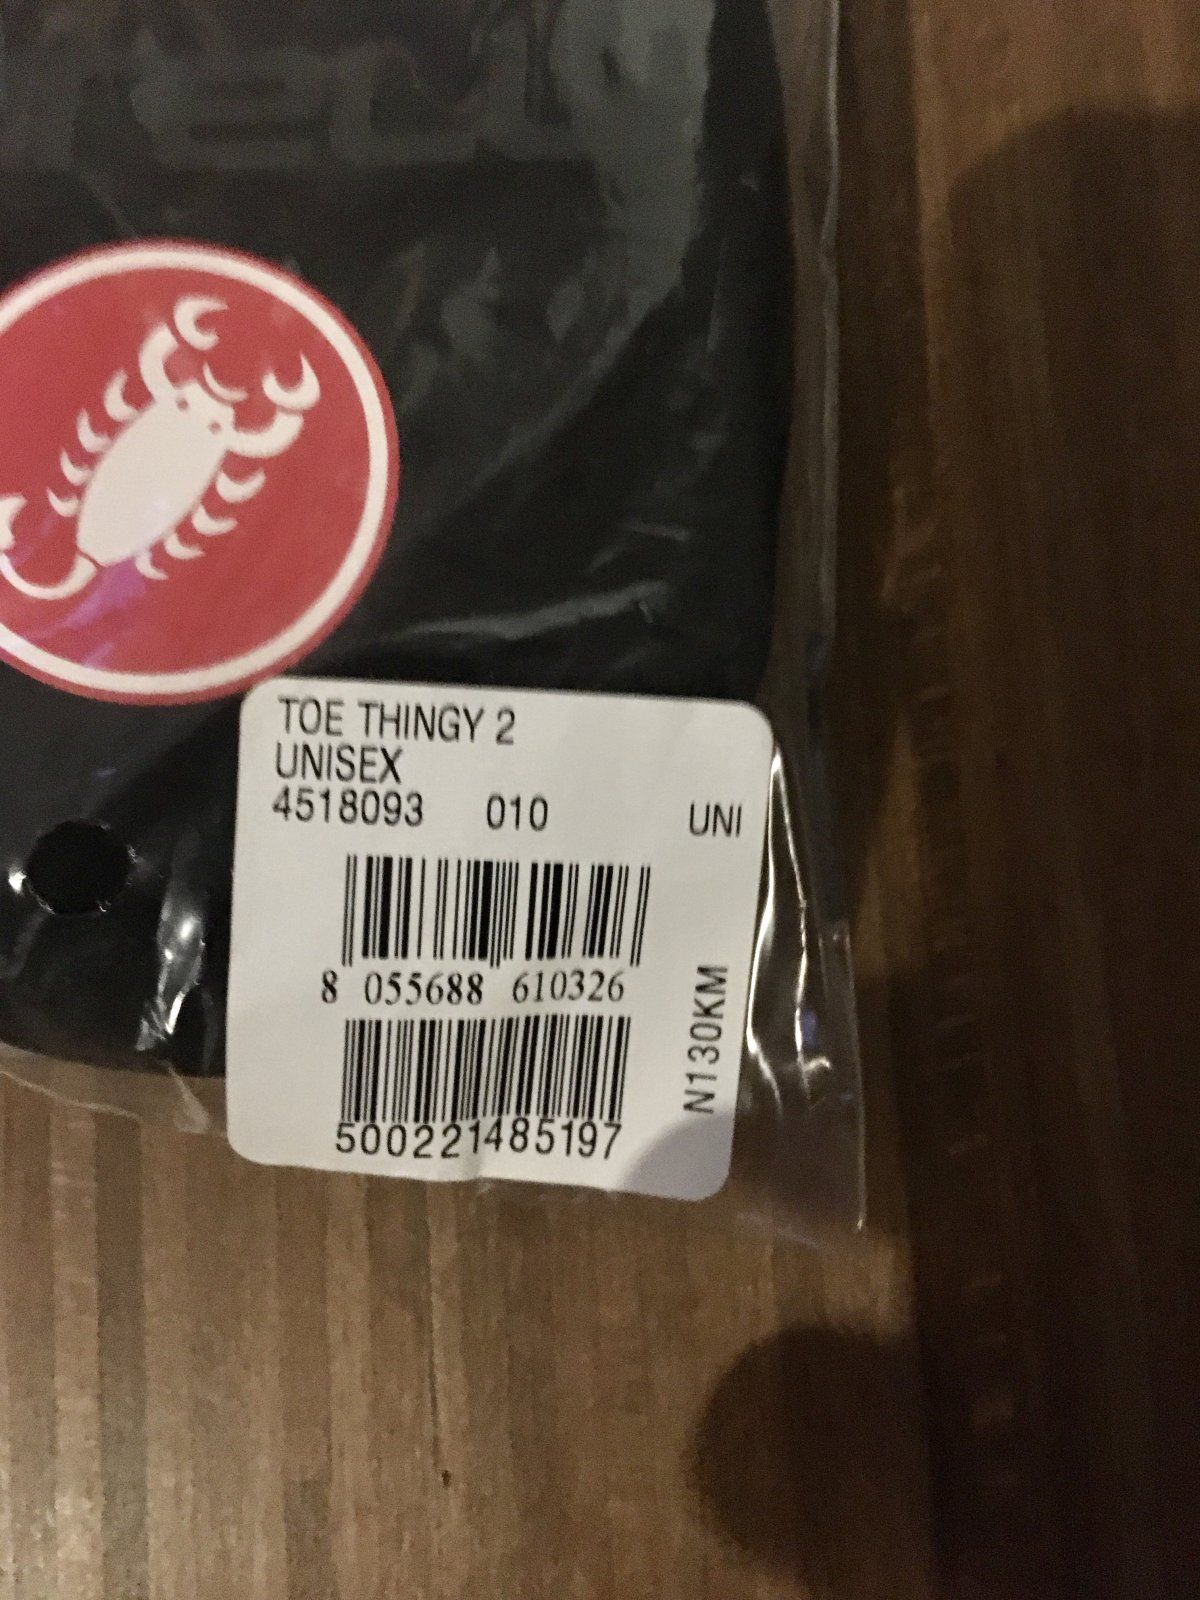 TOE THINGY 2
UNISEX
4518093 010 UNI
8 055688 610326
N130KM
500221485197